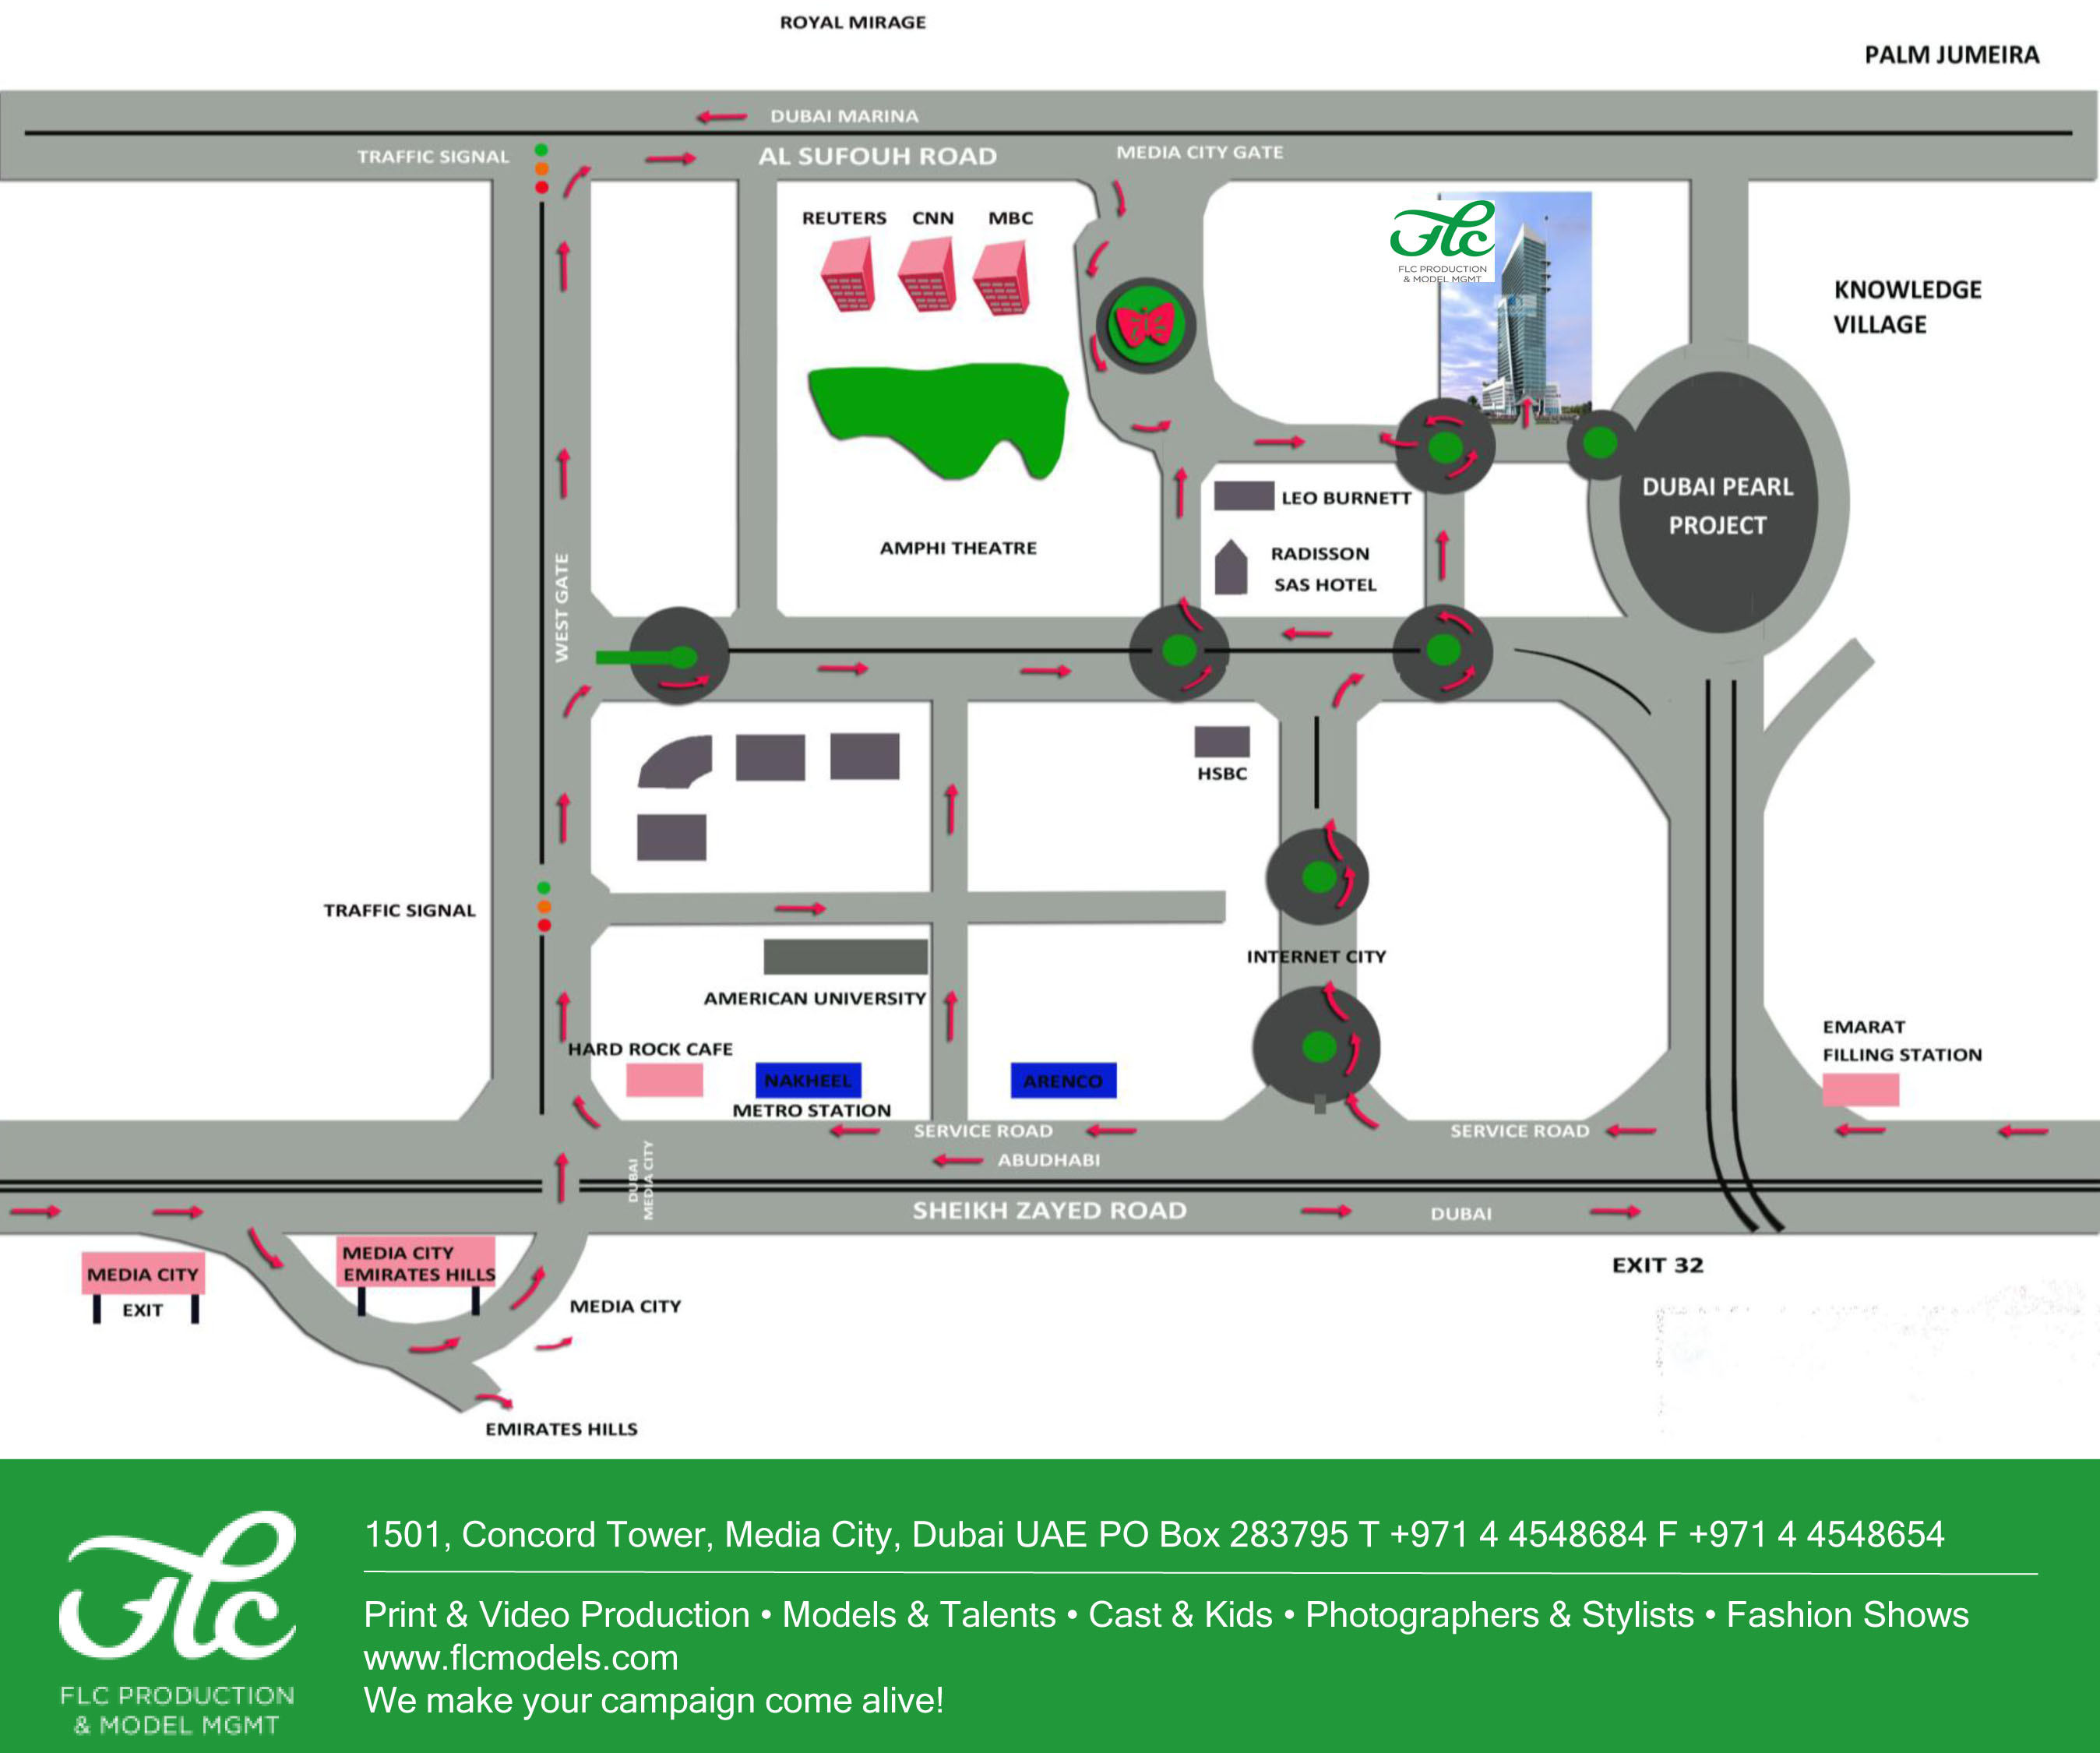 ROYAL MIRAGE
PALM JUMEIRA
DUBAI MARINA
TRAFFIC SIGNAL
AL SUFOUH ROAD
MEDIA CITY GATE
REUTERS
CNN
MBC
Flc
FLC PRODUCTION
& MODEL MGMT
KNOWLEDGE
VILLAGE
DUBAI PEARL
PROJECT
LEO BURNETT
AMPHI THEATRE
RADISSON
SAS HOTEL
WEST GATE
HSBC
TRAFFIC SIGNAL
INTERNET CITY
AMERICAN UNIVERSITY
HARD ROCK CAFE
NAKHEEL
METRO STATION
ARENCO
EMARAT
FILLING STATION
SERVICE ROAD
SERVICE ROAD
ABUDHABI
DUBAI
MEDIA CITY
SHEIKH ZAYED ROAD
DUBAI
EXIT 32
MEDIA CITY
EXIT
MEDIA CITY
EMIRATES HILLS
MEDIA CITY
EMIRATES HILLS
Flc
FLC PRODUCTION
& MODEL MGMT
1501, Concord Tower, Media City, Dubai UAE PO Box 283795 T +971 4 4548684 F +971 4 4548654
Print & Video Production • Models & Talents • Cast & Kids • Photographers & Stylists • Fashion Shows
www.flcmodels.com
We make your campaign come alive!